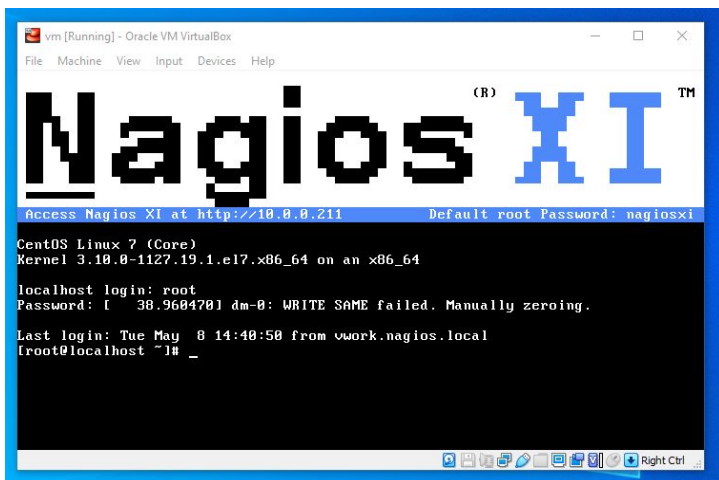 vm [Running] - Oracle VM VirtualBox
File Machine View Input Devices Help
Nagios (R) XI TM
Access Nagios XI at http://10.0.0.211 Default root Password: nagiosxi
CentOS Linux 7 (Core)
Kernel 3.10.0-1127.19.1.el7.x86_64 on an x86_64
localhost login: root
Password: [ 38.960470] dm-0: WRITE SAME failed. Manually zeroing.
Last login: Tue May 8 14:40:50 from vwork.nagios.local
[root@localhost ~]# _
Right Ctrl